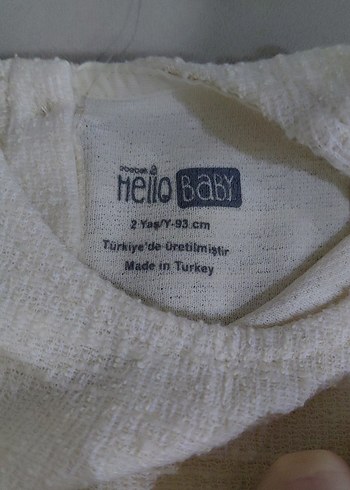 Hello BABY
2 Yaş/Y-93 cm
Türkiye'de üretilmiştir
Made in Turkey